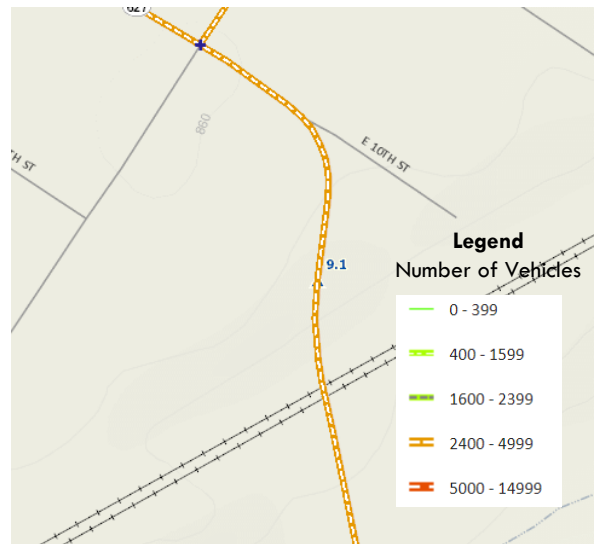 627
860
TH ST
E 10TH ST
9.1
Legend
Number of Vehicles
0 - 399
400 - 1599
1600 - 2399
2400 - 4999
5000 - 14999